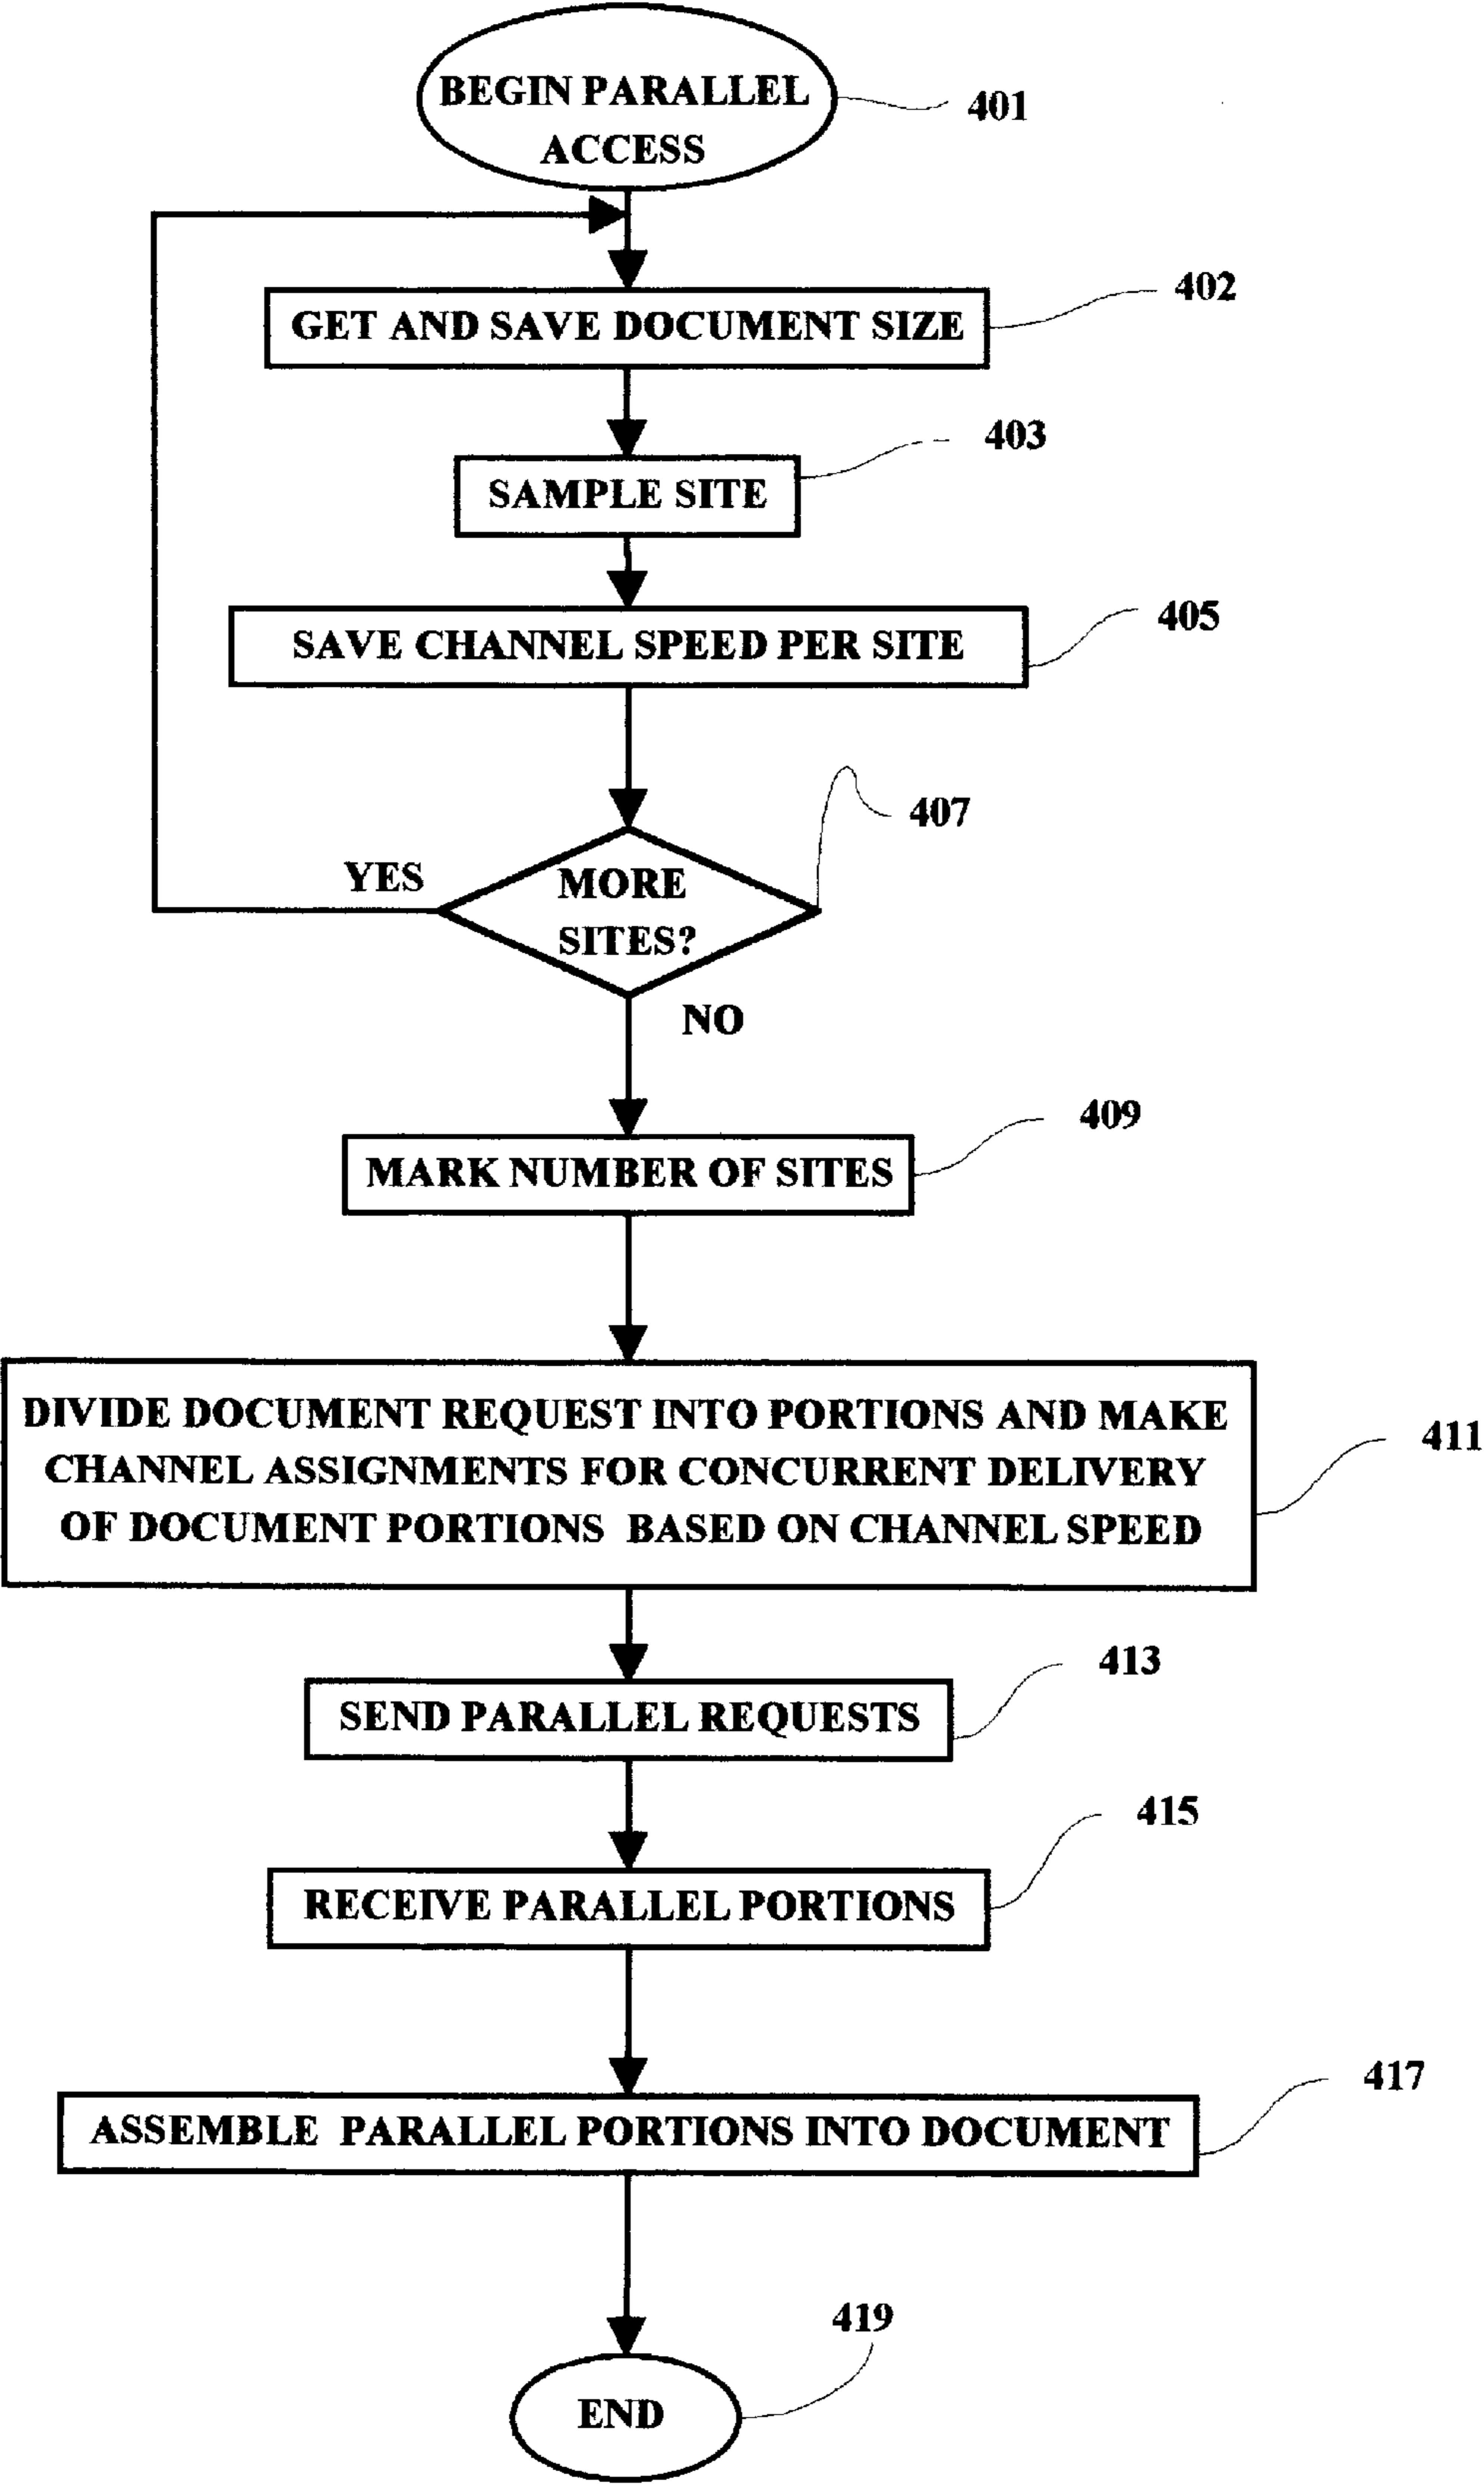 BEGIN PARALLEL
ACCESS
401
402
GET AND SAVE DOCUMENT SIZE
403
SAMPLE SITE
405
SAVE CHANNEL SPEED PER SITE
407
YES
MORE
SITES?
NO
409
MARK NUMBER OF SITES
DIVIDE DOCUMENT REQUEST INTO PORTIONS AND MAKE
CHANNEL ASSIGNMENTS FOR CONCURRENT DELIVERY
OF DOCUMENT PORTIONS BASED ON CHANNEL SPEED
411
413
SEND PARALLEL REQUESTS
415
RECEIVE PARALLEL PORTIONS
417
ASSEMBLE PARALLEL PORTIONS INTO DOCUMENT
419
END